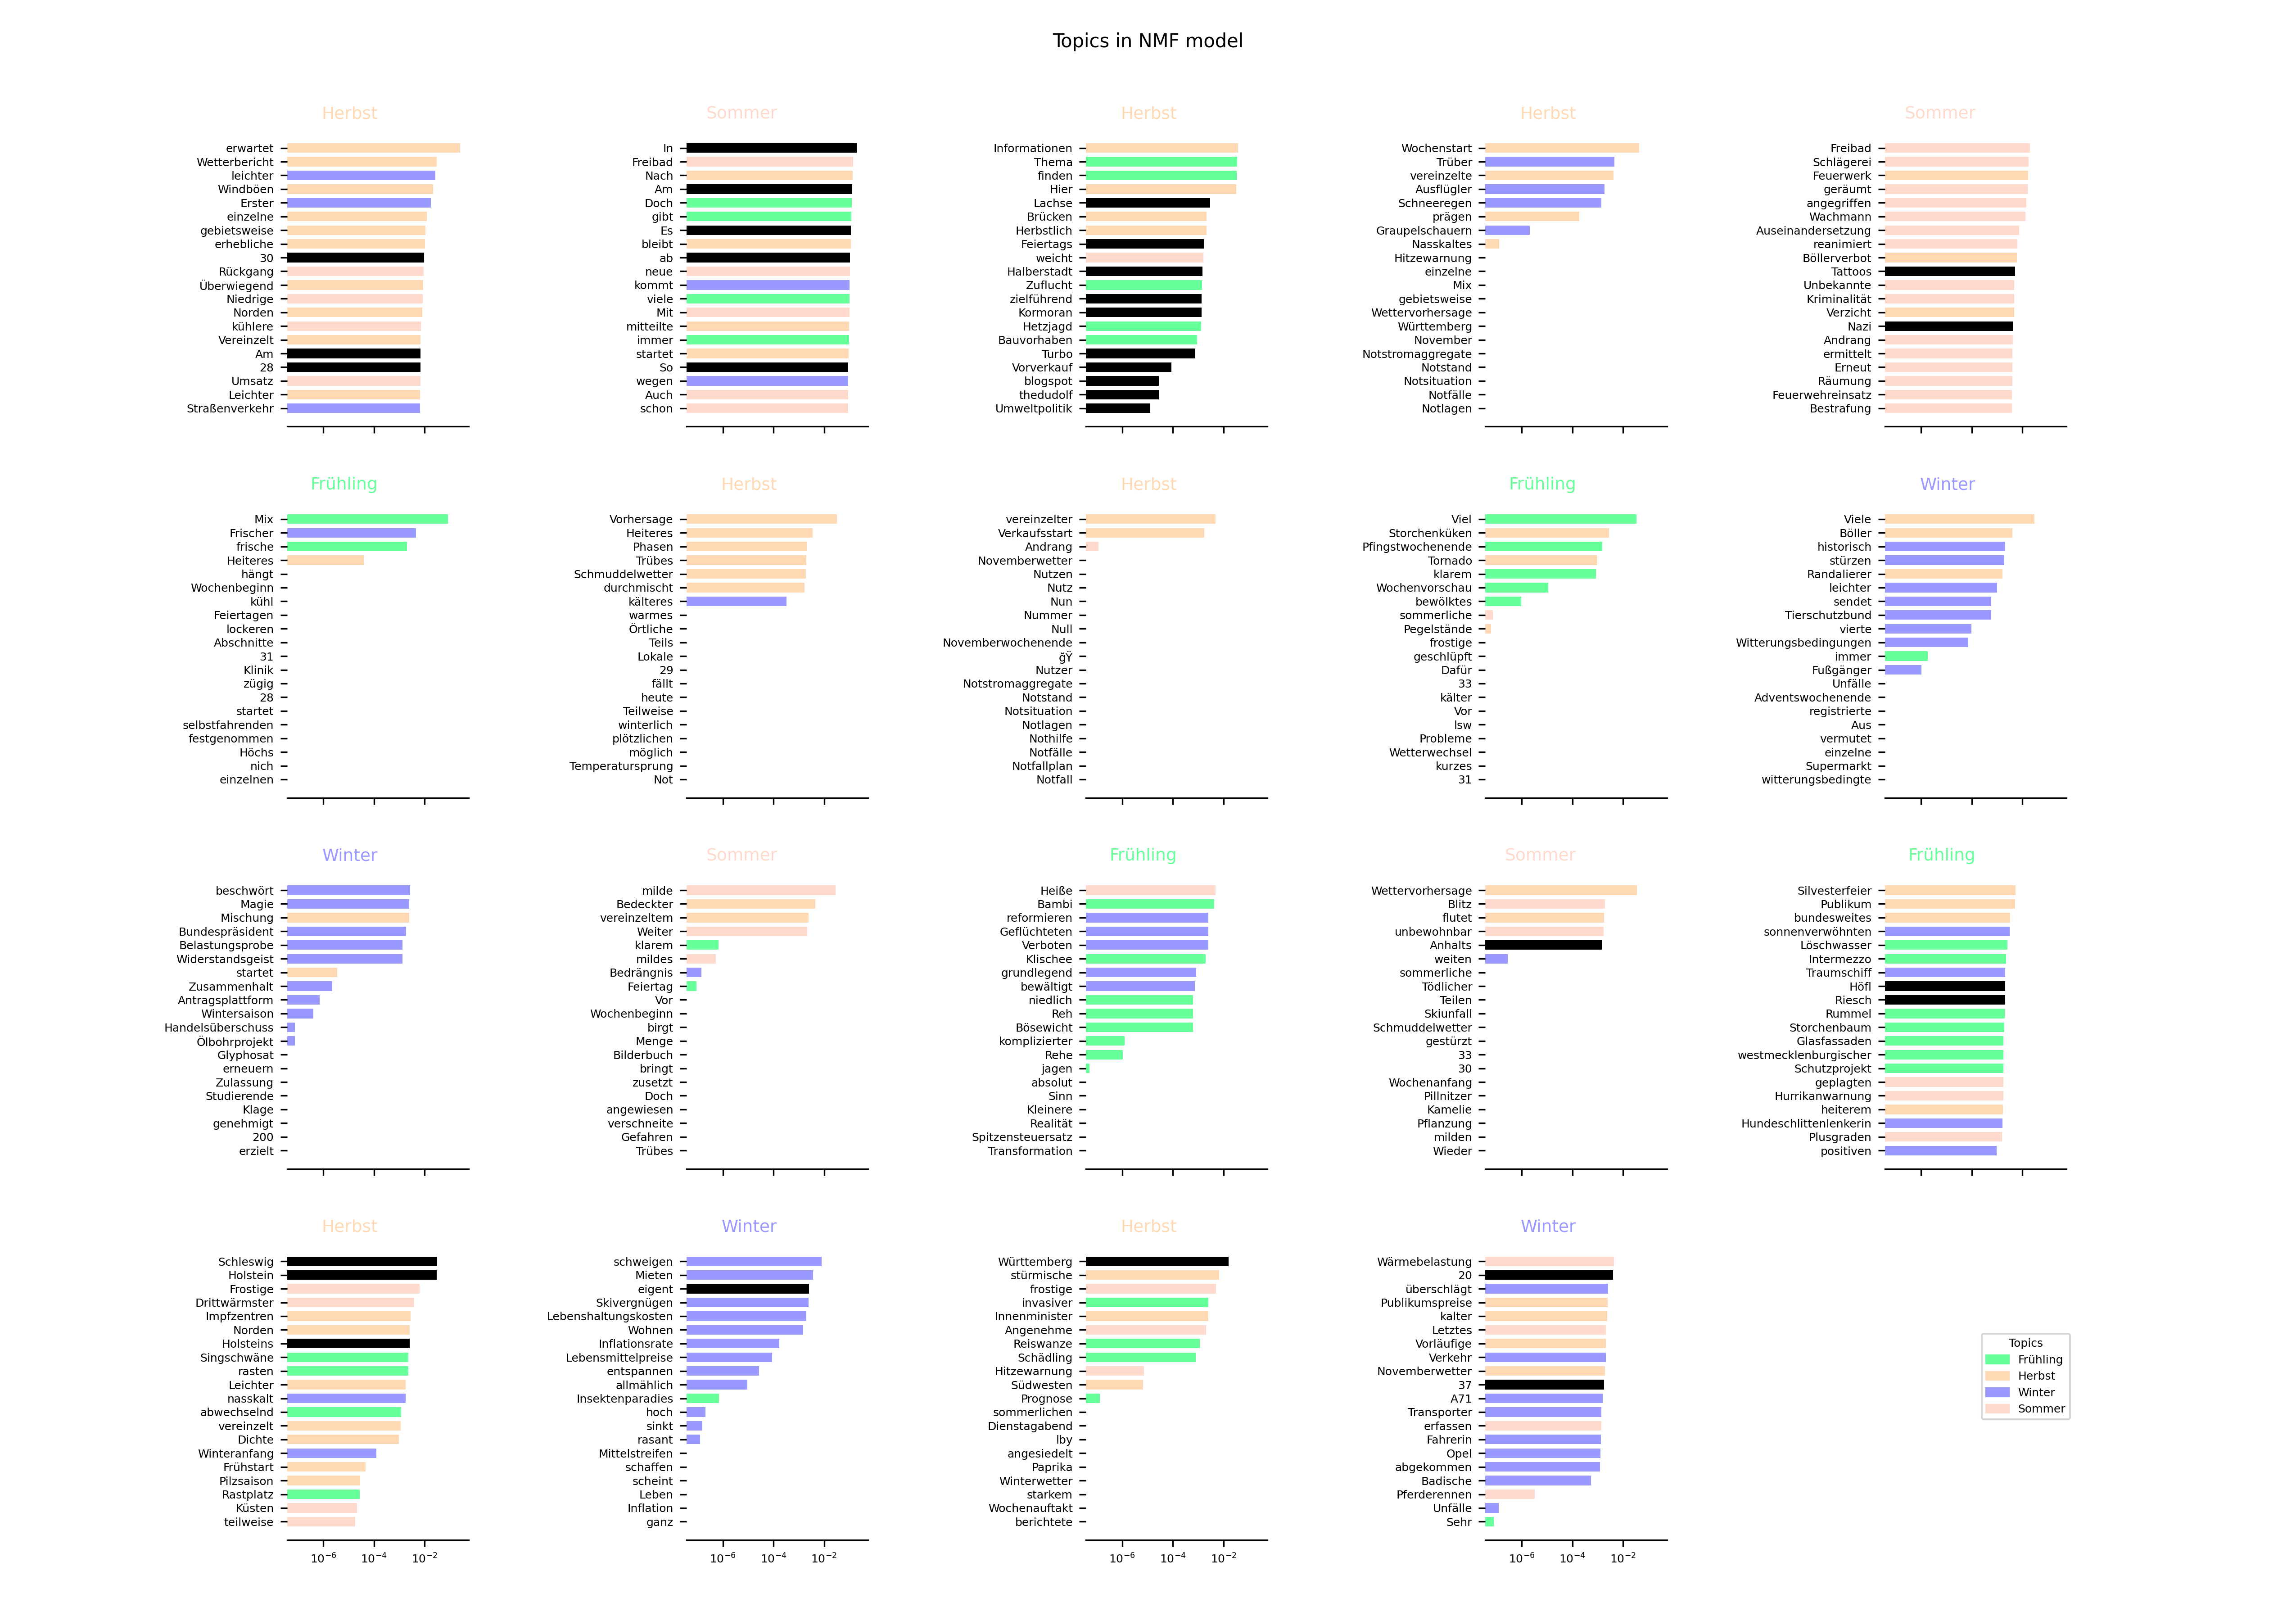 Topics in NMF model
Herbst
erwartet
Wetterbericht
leichter
Windböen
Erster
einzelne
gebietsweise
erhebliche
30
Rückgang
Überwiegend
Niedrige
Norden
kühlere
Vereinzelt
Am
28
Umsatz
Leichter
Straßenverkehr
Sommer
In
Freibad
Nach
Am
Doch
gibt
Es
bleibt
ab
neue
kommt
viele
Mit
mitteilte
immer
startet
So
wegen
Auch
schon
Herbst
Informationen
Thema
finden
Hier
Lachse
Brücken
Herbstlich
Feiertags
weicht
Halberstadt
Zuflucht
zielführend
Kormoran
Hetzjagd
Bauvorhaben
Turbo
Vorverkauf
blogspot
thedudolf
Umweltpolitik
Herbst
Wochenstart
Trüber
vereinzelte
Ausflügler
Schneeregen
prägen
Graupelschauern
Nasskaltes
Hitzewarnung
einzelne
Mix
gebietsweise
Wettervorhersage
Württemberg
November
Notstromaggregate
Notstand
Notsituation
Notfälle
Notlagen
Sommer
Freibad
Schlägerei
Feuerwerk
geräumt
angegriffen
Wachmann
Auseinandersetzung
reanimiert
Böllerverbot
Tattoos
Unbekannte
Kriminalität
Verzicht
Nazi
Andrang
ermittelt
Erneut
Räumung
Feuerwehreinsatz
Bestrafung
Frühling
Mix
Frischer
frische
Heiteres
hängt
Wochenbeginn
kühl
Feiertagen
lockeren
Abschnitte
31
Klinik
zügig
28
startet
selbstfahrenden
festgenommen
Höchs
nich
einzelnen
Herbst
Vorhersage
Heiteres
Phasen
Trübes
Schmuddelwetter
durchmischt
kälteres
warmes
Örtliche
Teils
Lokale
29
fällt
heute
Teilweise
winterlich
plötzlichen
möglich
Temperatursprung
Not
Herbst
vereinzelter
Verkaufsstart
Andrang
Novemberwetter
Nutzen
Nutz
Nun
Nummer
Null
Novemberwochenende
ğŸ
Nutzer
Notstromaggregate
Notstand
Notsituation
Notlagen
Nothilfe
Notfälle
Notfallplan
Notfall
Frühling
Viel
Storchenküken
Pfingstwochenende
Tornado
klarem
Wochenvorschau
bewölktes
sommerliche
Pegelstände
frostige
geschlüpft
Dafür
33
kälter
Vor
lsw
Probleme
Wetterwechsel
kurzes
31
Winter
Viele
Böller
historisch
stürzen
Randalierer
leichter
sendet
Tierschutzbund
vierte
Witterungsbedingungen
immer
Fußgänger
Unfälle
Adventswochenende
registrierte
Aus
vermutet
einzelne
Supermarkt
witterungsbedingte
Winter
beschwört
Magie
Mischung
Bundespräsident
Belastungsprobe
Widerstandsgeist
startet
Zusammenhalt
Antragsplattform
Wintersaison
Handelsüberschuss
Ölbohrprojekt
Glyphosat
erneuern
Zulassung
Studierende
Klage
genehmigt
200
erzielt
Sommer
milde
Bedeckter
vereinzeltem
Weiter
klarem
mildes
Bedrängnis
Feiertag
Vor
Wochenbeginn
birgt
Menge
Bilderbuch
bringt
zusetzt
Doch
angewiesen
verschneite
Gefahren
Trübes
Frühling
Heiße
Bambi
reformieren
Geflüchteten
Verboten
Klischee
grundlegend
bewältigt
niedlich
Reh
Bösewicht
komplizierter
Rehe
jagen
absolut
Sinn
Kleinere
Realität
Spitzensteuersatz
Transformation
Sommer
Wettervorhersage
Blitz
flutet
unbewohnbar
Anhalts
weiten
sommerliche
Tödlicher
Teilen
Skiunfall
Schmuddelwetter
gestürzt
33
30
Wochenanfang
Pillnitzer
Kamelie
Pflanzung
milden
Wieder
Frühling
Silvesterfeier
Publikum
bundesweites
sonnenverwöhnten
Löschwasser
Intermezzo
Traumschiff
Höfl
Riesch
Rummel
Storchenbaum
Glasfassaden
westmecklenburgischer
Schutzprojekt
geplagten
Hurrikanwarnung
heiterem
Hundeschlittenlenkerin
Plusgraden
positiven
Herbst
Schleswig
Holstein
Frostige
Drittwärmster
Impfzentren
Norden
Holsteins
Singschwäne
rasten
Leichter
nasskalt
abwechselnd
vereinzelt
Dichte
Winteranfang
Frühstart
Pilzsaison
Rastplatz
Küsten
teilweise
10⁻⁶ 10⁻⁴ 10⁻²
Winter
schweigen
Mieten
eigent
Skivergnügen
Lebenshaltungskosten
Wohnen
Inflationsrate
Lebensmittelpreise
entspannen
allmählich
Insektenparadies
hoch
sinkt
rasant
Mittelstreifen
schaffen
scheint
Leben
Inflation
ganz
10⁻⁶ 10⁻⁴ 10⁻²
Herbst
Württemberg
stürmische
frostige
invasiver
Innenminister
Angenehme
Reiswanze
Schädling
Hitzewarnung
Südwesten
Prognose
sommerlichen
Dienstagabend
lby
angesiedelt
Paprika
Winterwetter
starkem
Wochenauftakt
berichtete
10⁻⁶ 10⁻⁴ 10⁻²
Winter
Wärmebelastung
20
überschlägt
Publikumspreise
kalter
Letztes
Vorläufige
Verkehr
Novemberwetter
37
A71
Transporter
erfassen
Fahrerin
Opel
abgekommen
Badische
Pferderennen
Unfälle
Sehr
10⁻⁶ 10⁻⁴ 10⁻²
Topics
Frühling
Herbst
Winter
Sommer